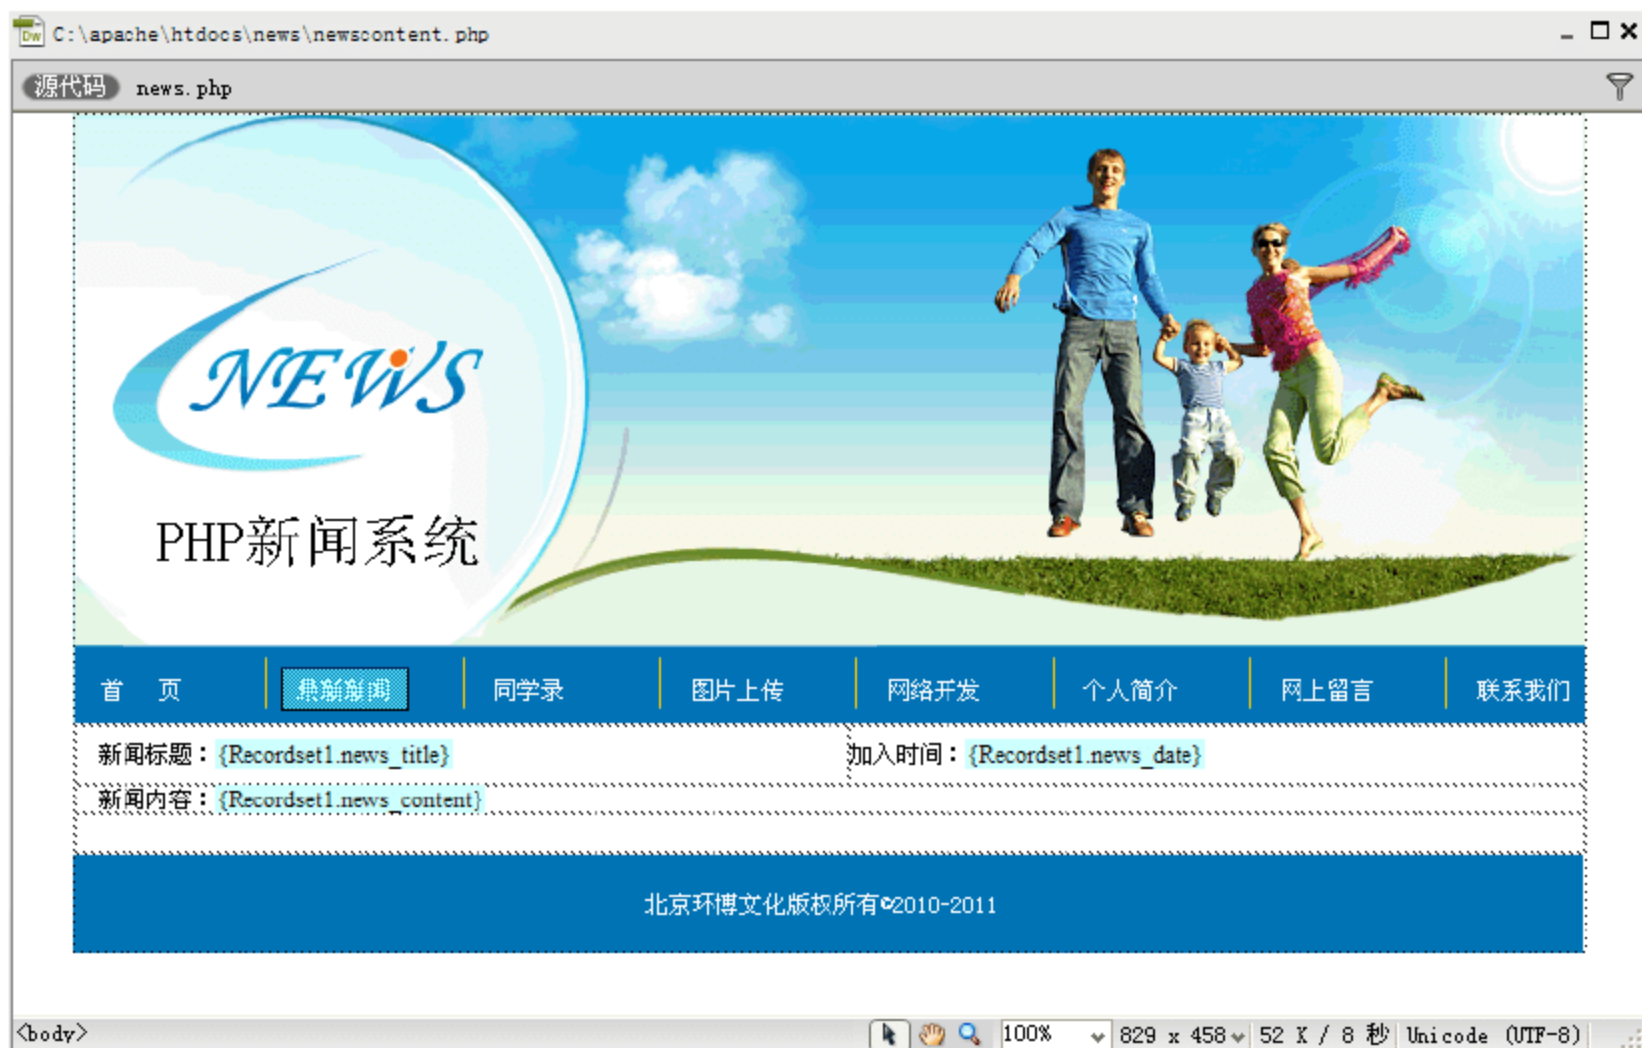 C:\apache\htdocs\news\newscontent.php
源代码 news.php
NEWS
PHP新闻系统
首 页 最新新闻 同学录 图片上传 网络开发 个人简介 网上留言 联系我们
新闻标题：{Recordset1.news_title} 加入时间：{Recordset1.news_date}
新闻内容：{Recordset1.news_content}
北京环博文化版权所有©2010-2011
<body> 100% 829 x 458 52 K / 8 秒 Unicode (UTF-8)